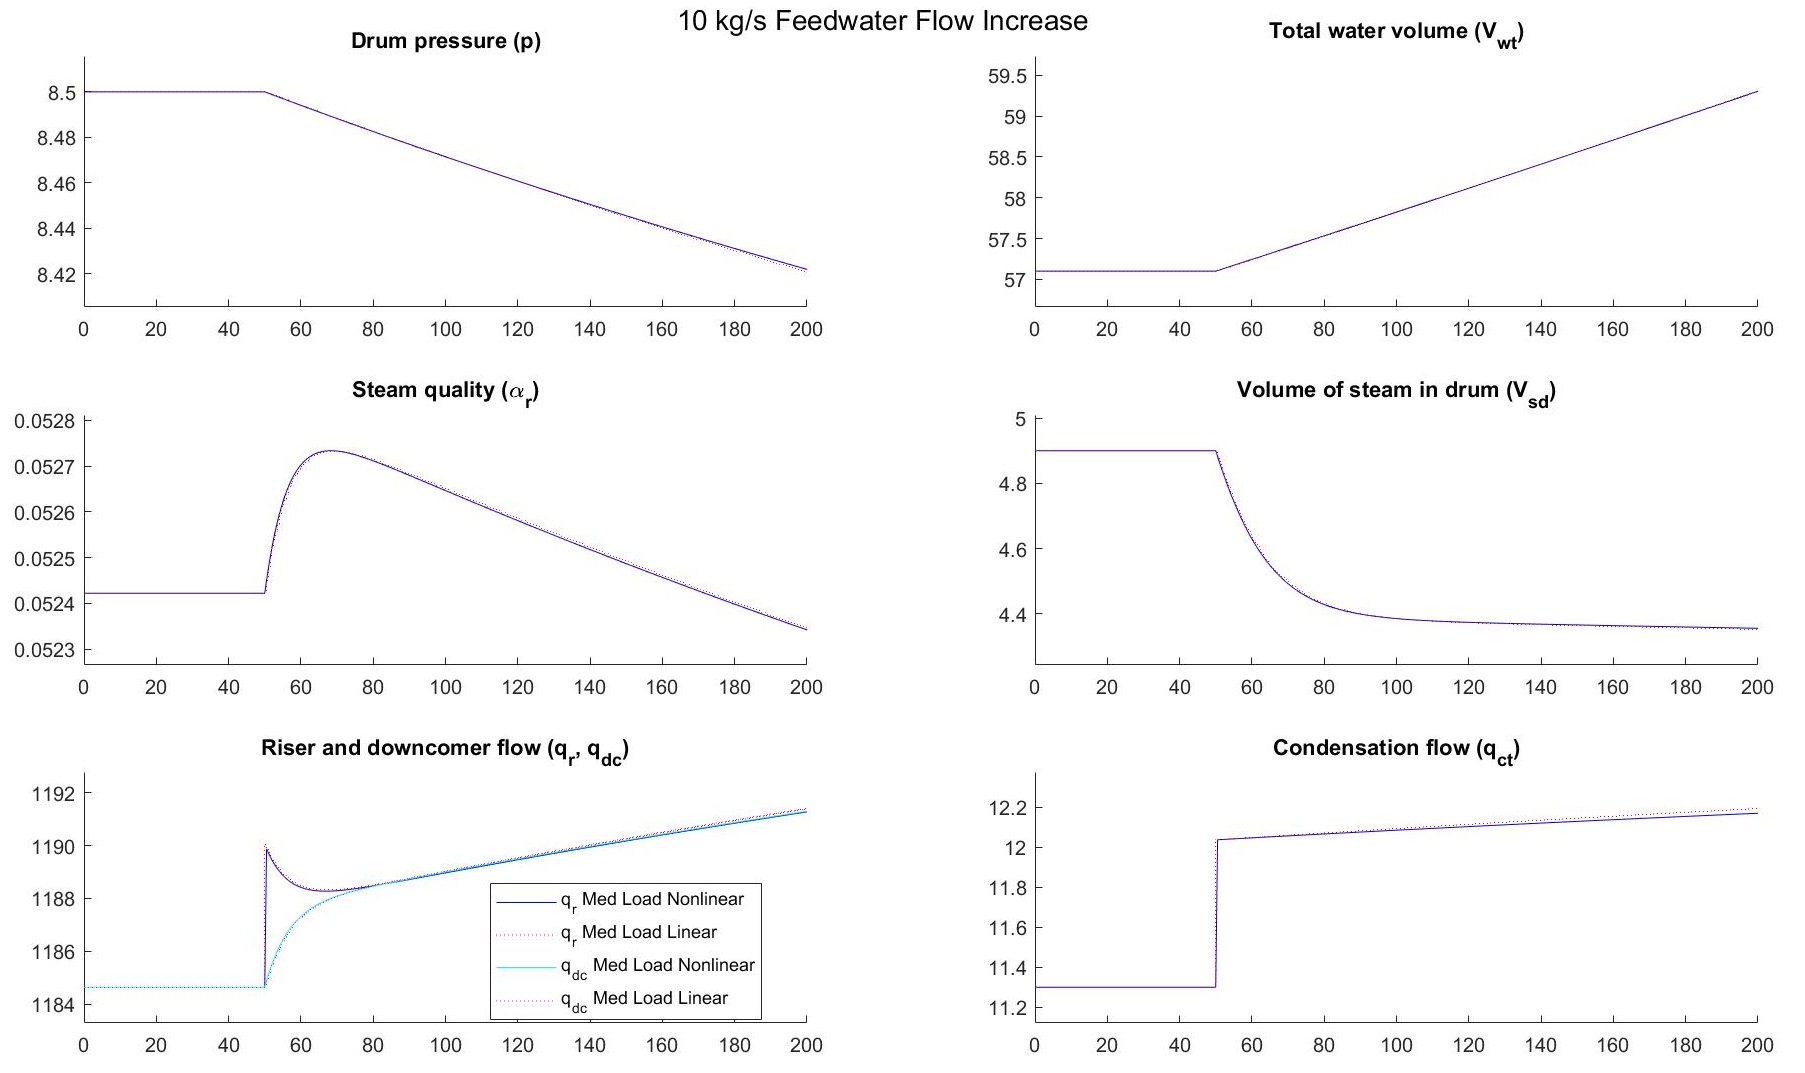 10 kg/s Feedwater Flow Increase
Drum pressure (p)
8.5
8.48
8.46
8.44
8.42
0 20 40 60 80 100 120 140 160 180 200
Total water volume (V_wt)
59.5
59
58.5
58
57.5
57
0 20 40 60 80 100 120 140 160 180 200
Steam quality (α_r)
0.0528
0.0527
0.0526
0.0525
0.0524
0.0523
0 20 40 60 80 100 120 140 160 180 200
Volume of steam in drum (V_sd)
5
4.8
4.6
4.4
0 20 40 60 80 100 120 140 160 180 200
Riser and downcomer flow (q_r, q_dc)
1192
1190
1188
1186
1184
q_r Med Load Nonlinear
q_r Med Load Linear
q_dc Med Load Nonlinear
q_dc Med Load Linear
0 20 40 60 80 100 120 140 160 180 200
Condensation flow (q_ct)
12.2
12
11.8
11.6
11.4
11.2
0 20 40 60 80 100 120 140 160 180 200